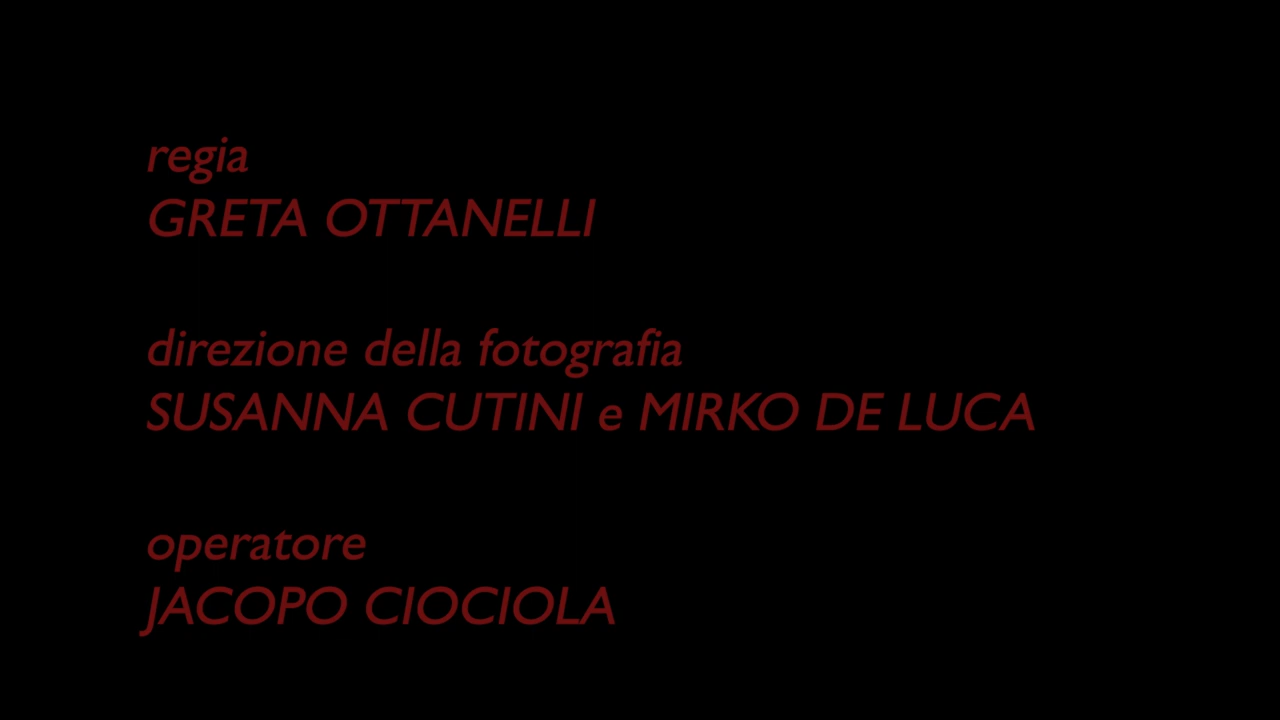 regia
GRETA OTTANELLI
direzione della fotografia
SUSANNA CUTINI e MIRKO DE LUCA
operatore
JACOPO CIOCIOLA